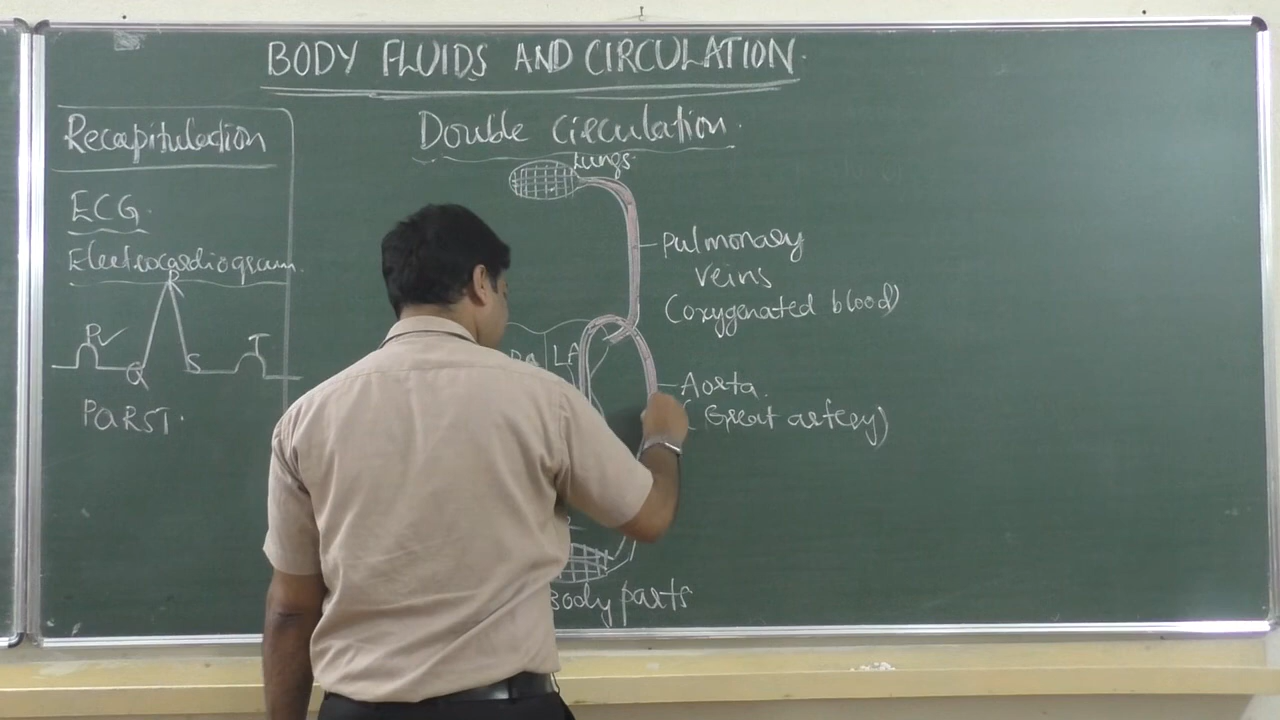 BODY FLUIDS AND CIRCULATION.
Recapitulation
ECG.
Electrocardiogram.
R
P
T
Q
S
PQRST.
Double Circulation.
Lungs
Pulmonary
veins
(oxygenated blood)
LA
Aorta.
(Great artery)
Body parts